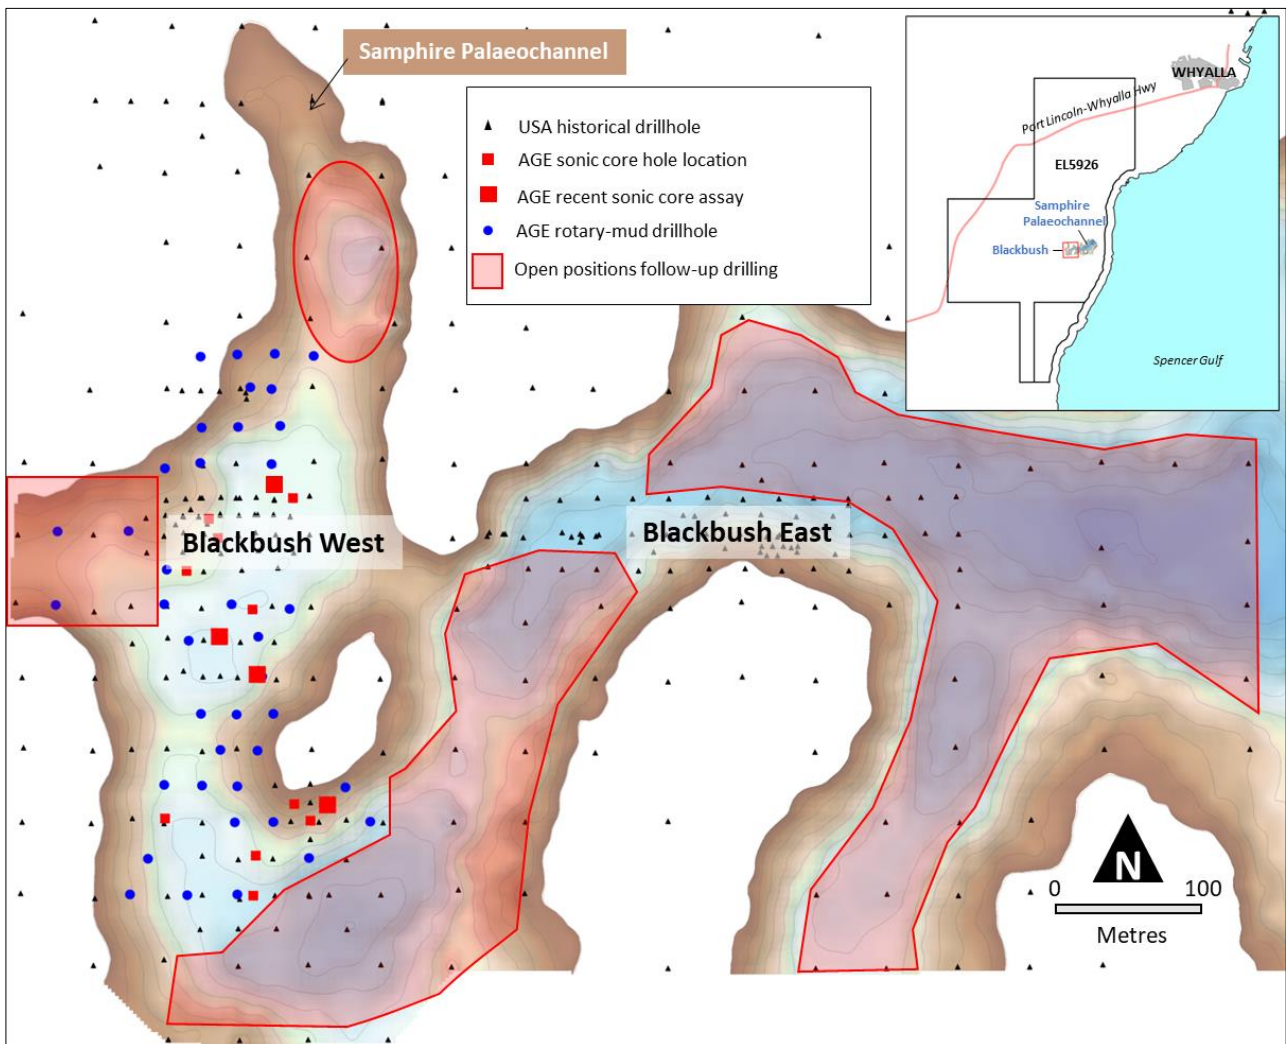 Samphire Palaeochannel
USA historical drillhole
AGE sonic core hole location
AGE recent sonic core assay
AGE rotary-mud drillhole
Open positions follow-up drilling
WHYALLA
Port Lincoln-Whyalla Hwy
EL5926
Samphire
Palaeochannel
Blackbush
Spencer Gulf
Blackbush West
Blackbush East
N
0 100
Metres